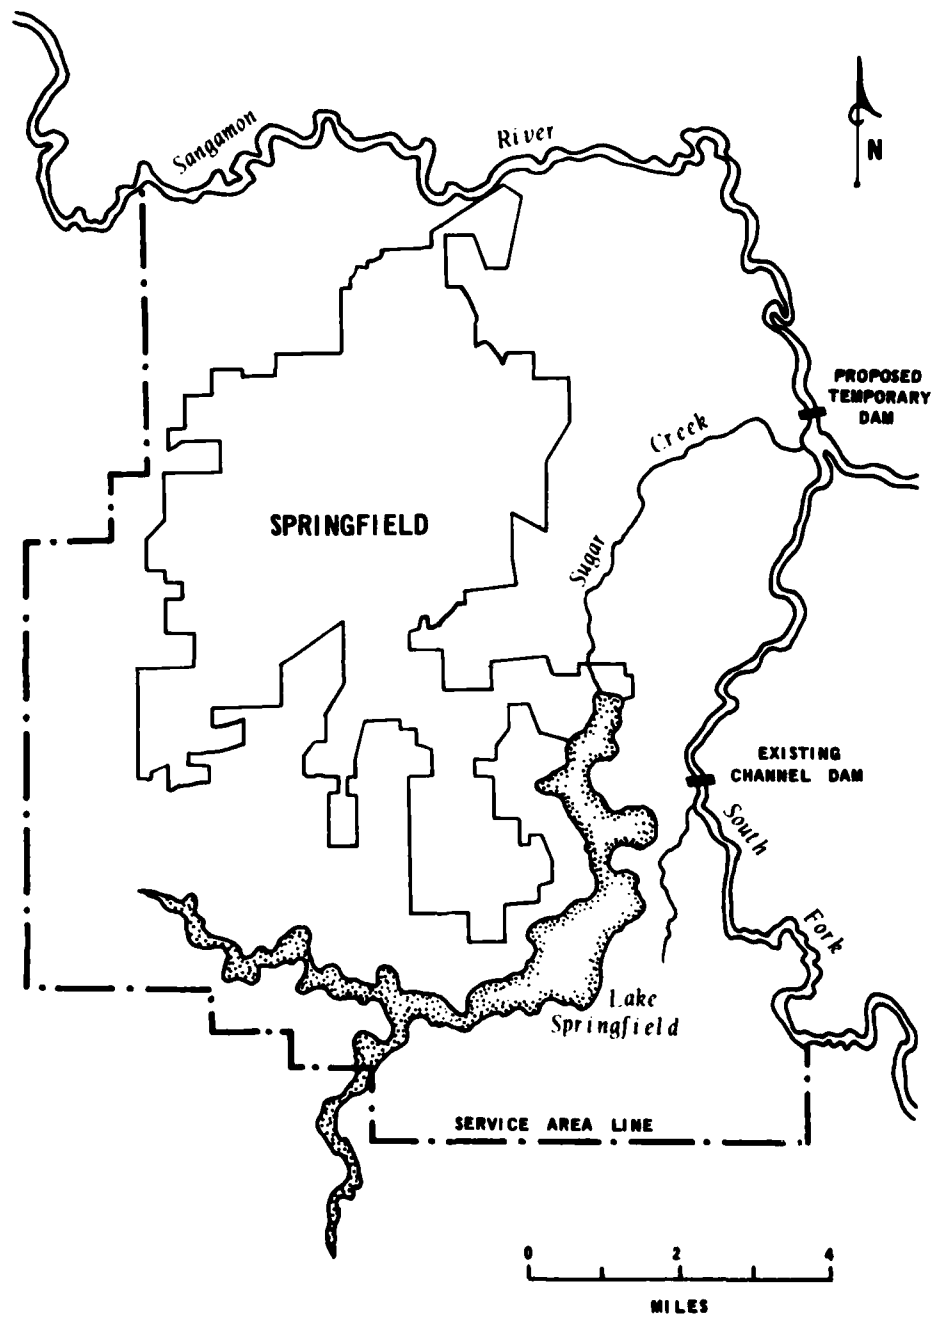 Sangamon
River
N
PROPOSED
TEMPORARY
DAM
Creek
SPRINGFIELD
Sugar
EXISTING
CHANNEL DAM
South
Fork
Lake
Springfield
SERVICE AREA LINE
0 2 4
MILES